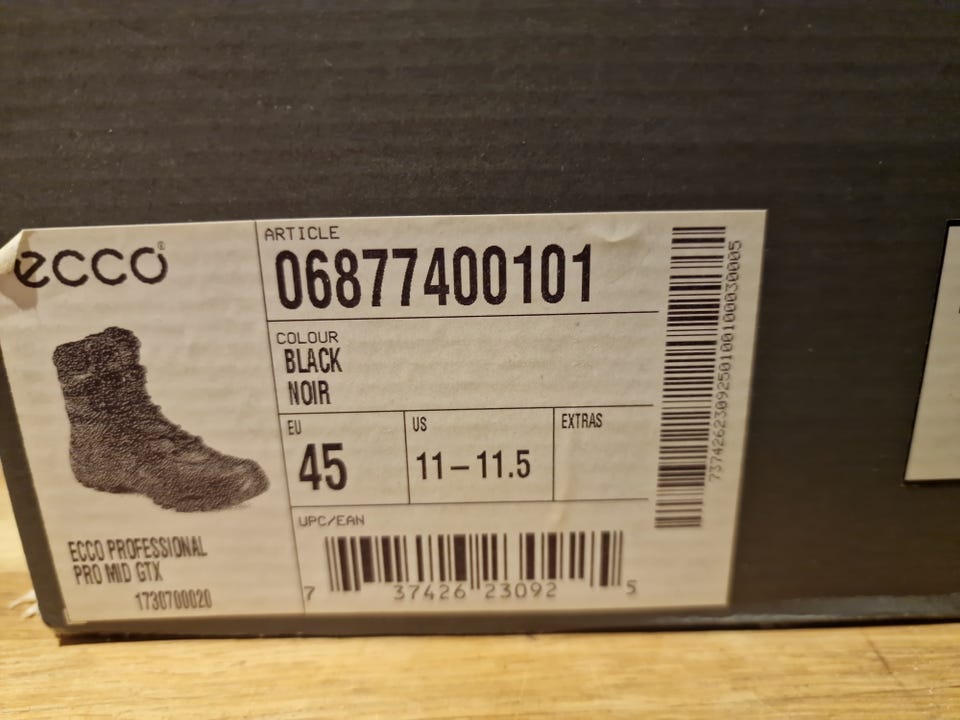 ecco®
ARTICLE
06877400101
COLOUR
BLACK
NOIR
EU
45
US
11 – 11.5
EXTRAS
UPC/EAN
7 37426 23092 5
ECCO PROFESSIONAL
PRO MID GTX
1730700020